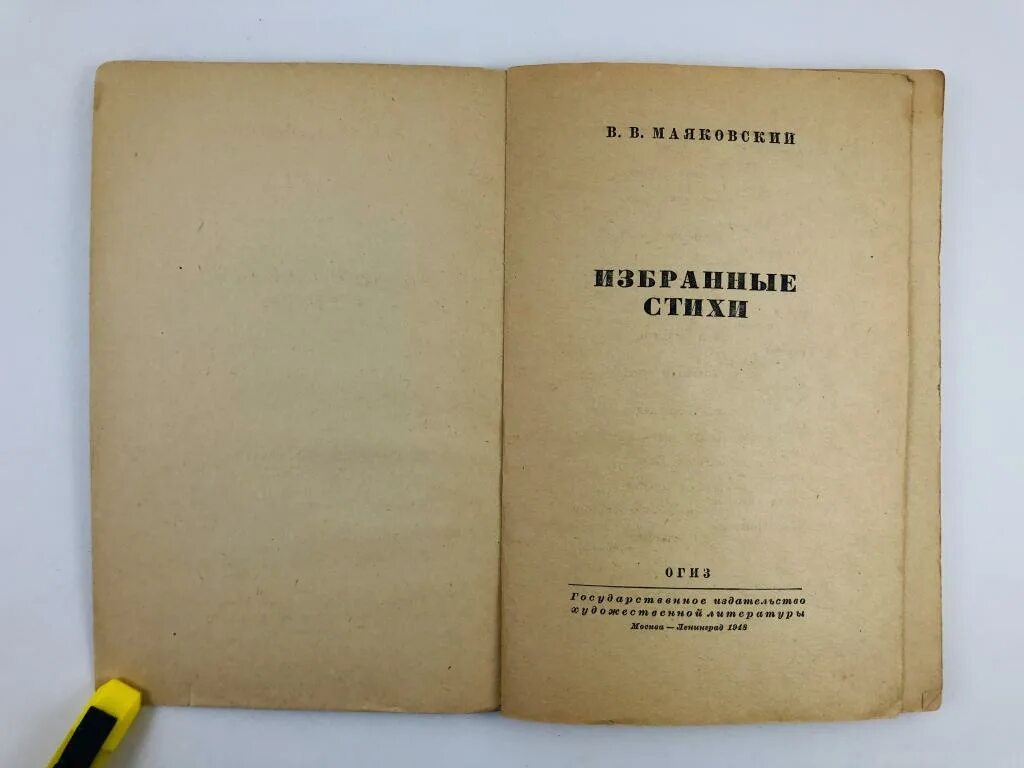 В. В. МАЯКОВСКИЙ
ИЗБРАННЫЕ
СТИХИ
ОГИЗ
Государственное издательство
художественной литературы
Москва — Ленинград 1948